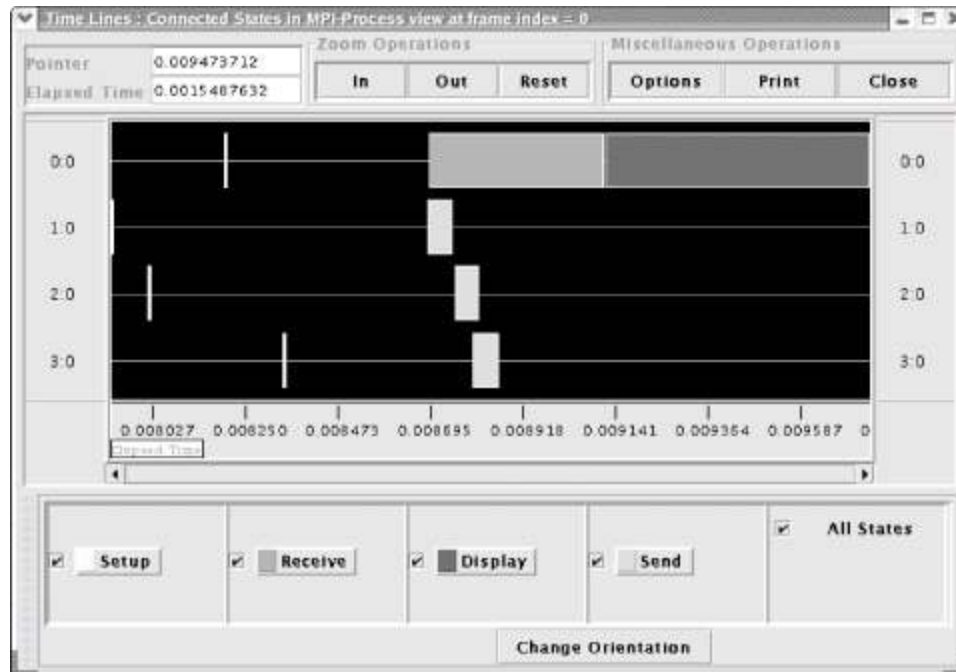 Time Lines : Connected States in MPI-Process view at frame index = 0
Zoom Operations
Miscellaneous Operations
Pointer 0.009473712
Elapsed Time 0.0015487632
In Out Reset
Options Print Close
0:0 0:0
1:0 1:0
2:0 2:0
3:0 3:0
0.008027 0.008250 0.008473 0.008695 0.008918 0.009141 0.009364 0.009587 0
Elapsed Time
All States
Setup Receive Display Send
Change Orientation